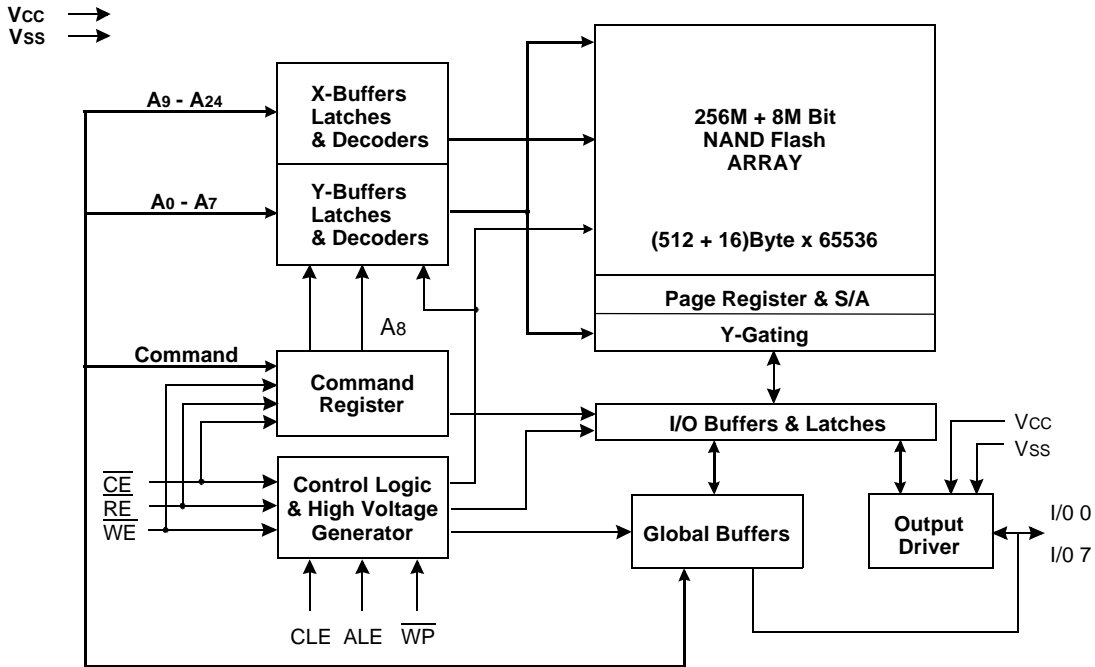 VCC
VSS
A9 - A24
X-Buffers
Latches
& Decoders
A0 - A7
Y-Buffers
Latches
& Decoders
256M + 8M Bit
NAND Flash
ARRAY
(512 + 16)Byte x 65536
Page Register & S/A
Y-Gating
A8
Command
Command
Register
I/O Buffers & Latches
VCC
VSS
CE
RE
WE
Control Logic
& High Voltage
Generator
Global Buffers
Output
Driver
I/0 0
I/0 7
CLE
ALE
WP